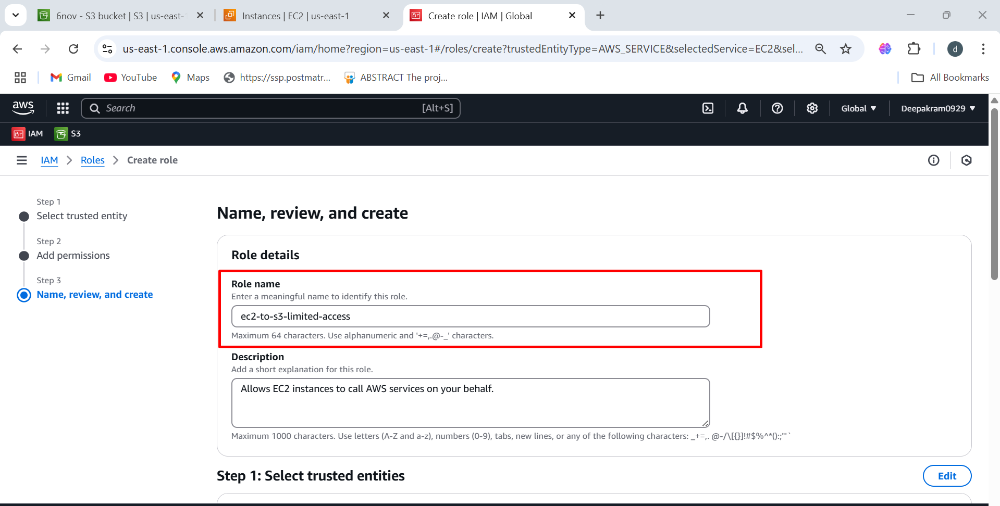 6nov - S3 bucket | S3 | us-east-
Instances | EC2 | us-east-1
Create role | IAM | Global
us-east-1.console.aws.amazon.com/iam/home?region=us-east-1#/roles/create?trustedEntityType=AWS_SERVICE&selectedService=EC2&sel...
d
Gmail
YouTube
Maps
https://ssp.postmatr...
ABSTRACT The proj...
All Bookmarks
aws
Search
[Alt+S]
Global
Deepakram0929
IAM
S3
IAM
Roles
Create role
Step 1
Select trusted entity
Step 2
Add permissions
Step 3
Name, review, and create
Name, review, and create
Role details
Role name
Enter a meaningful name to identify this role.
ec2-to-s3-limited-access
Maximum 64 characters. Use alphanumeric and '+=,.@-_' characters.
Description
Add a short explanation for this role.
Allows EC2 instances to call AWS services on your behalf.
Maximum 1000 characters. Use letters (A-Z and a-z), numbers (0-9), tabs, new lines, or any of the following characters: _+=,. @-/\[{}]!#$%^*():;"'`
Step 1: Select trusted entities
Edit